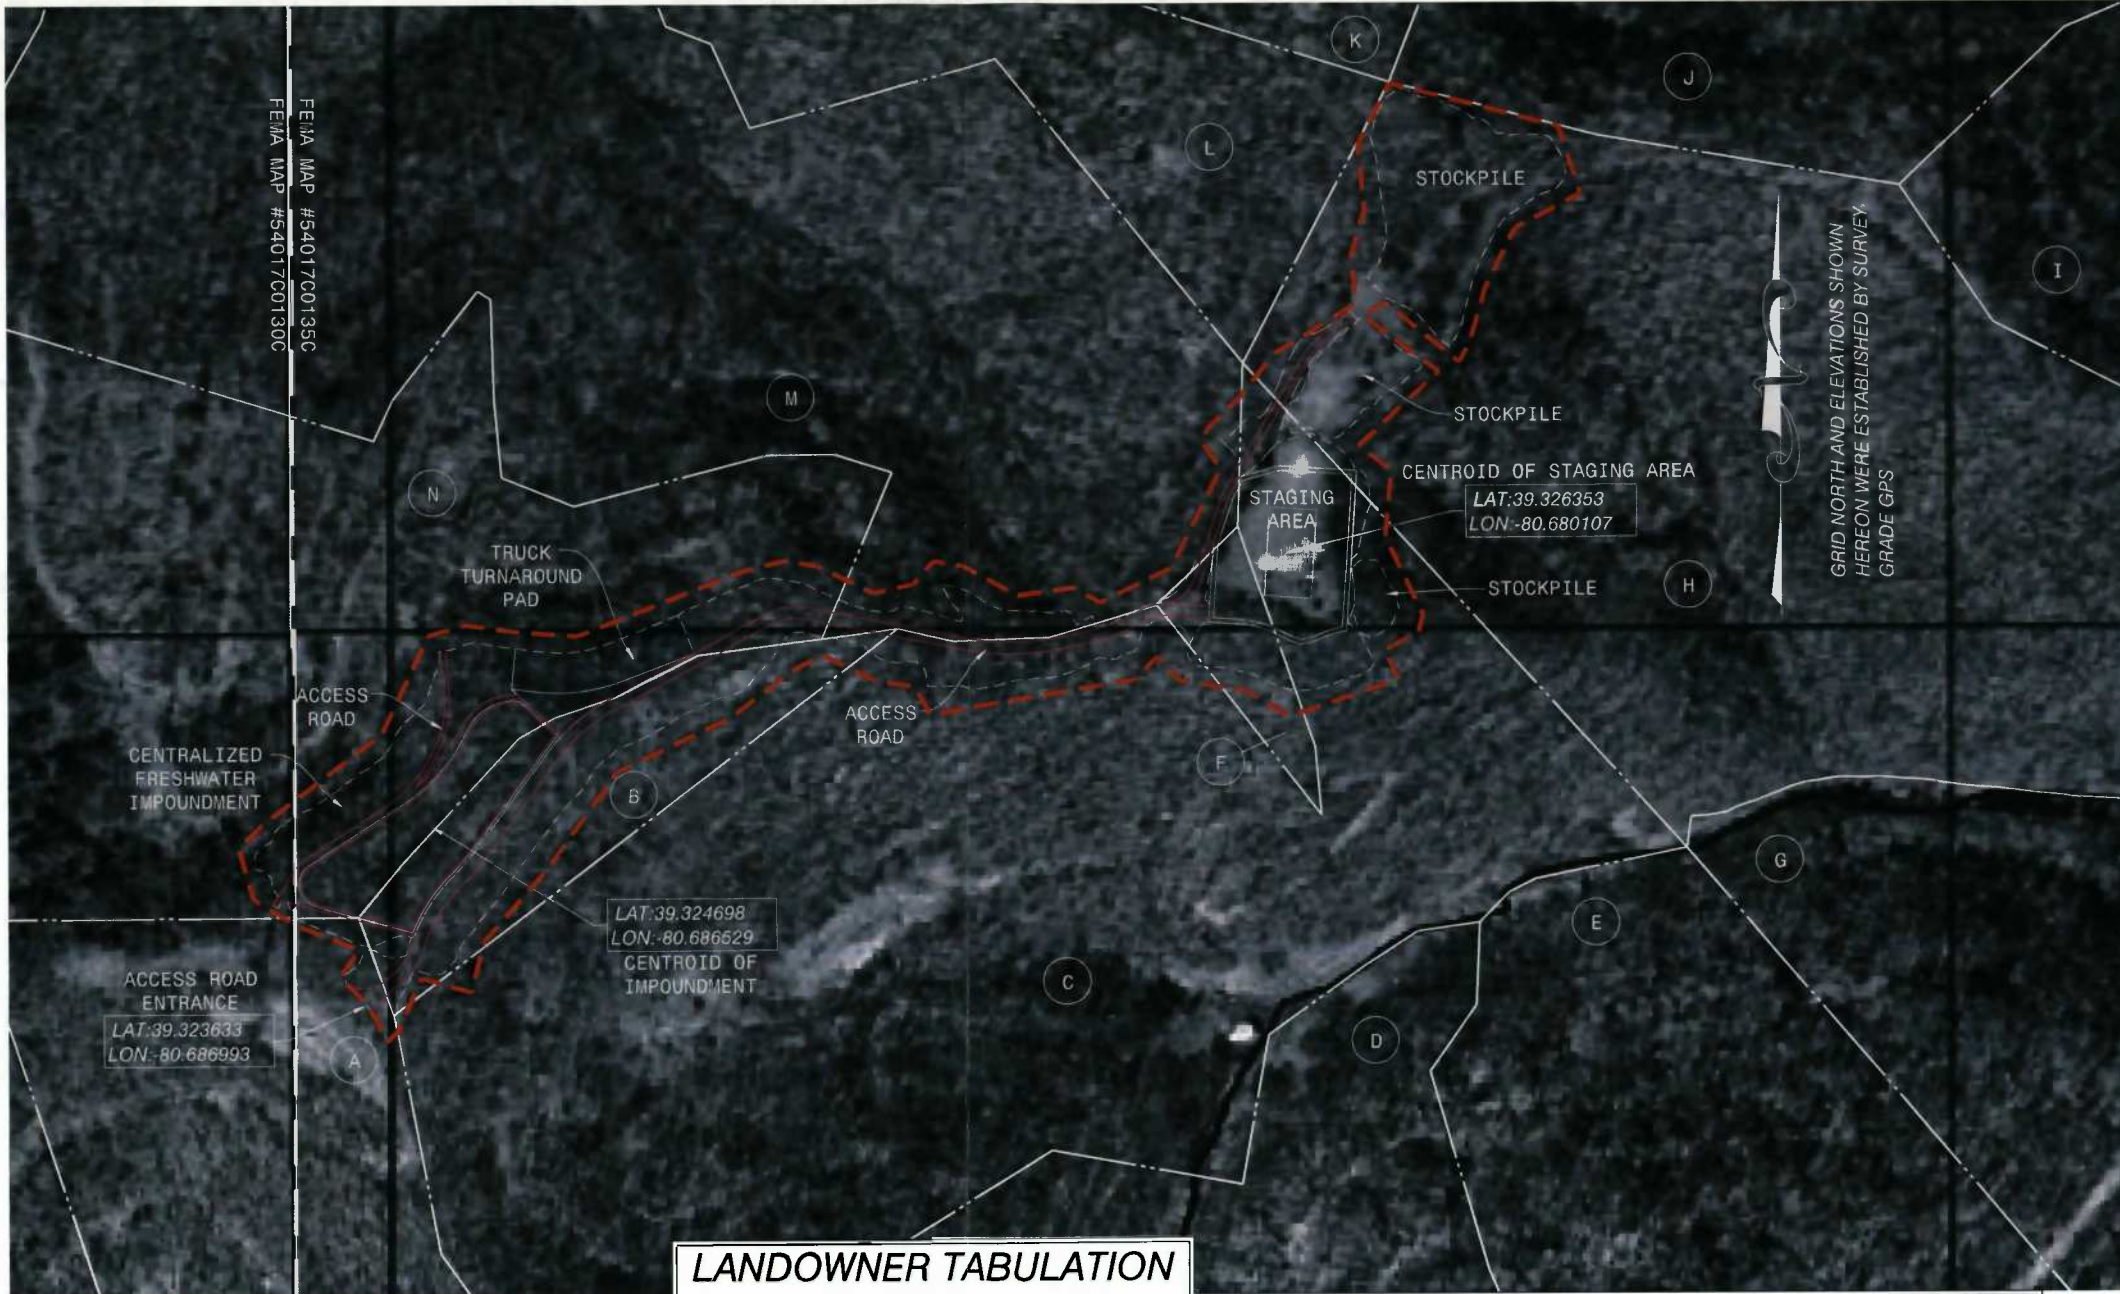 FEMA MAP #54017C0135C
FEMA MAP #54017C0130C
K
J
L
STOCKPILE
I
GRID NORTH AND ELEVATIONS SHOWN
HEREON WERE ESTABLISHED BY SURVEY
GRADE GPS
M
STOCKPILE
N
CENTROID OF STAGING AREA
LAT:39.326353
LON:-80.680107
STAGING
AREA
TRUCK
TURNAROUND
PAD
STOCKPILE
H
ACCESS
ROAD
ACCESS
ROAD
CENTRALIZED
FRESHWATER
IMPOUNDMENT
F
B
G
LAT:39.324698
LON:-80.686529
CENTROID OF
IMPOUNDMENT
E
C
ACCESS ROAD
ENTRANCE
LAT:39.323633
LON:-80.686993
A
D
LANDOWNER TABULATION